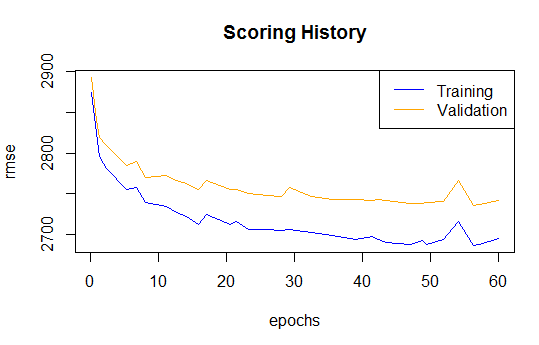 Scoring History
Training
Validation
rmse
2900
2800
2700
0 10 20 30 40 50 60
epochs